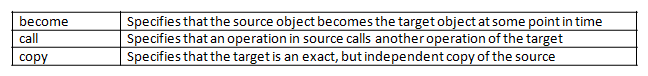 become Specifies that the source object becomes the target object at some point in time
call Specifies that an operation in source calls another operation of the target
copy Specifies that the target is an exact, but independent copy of the source